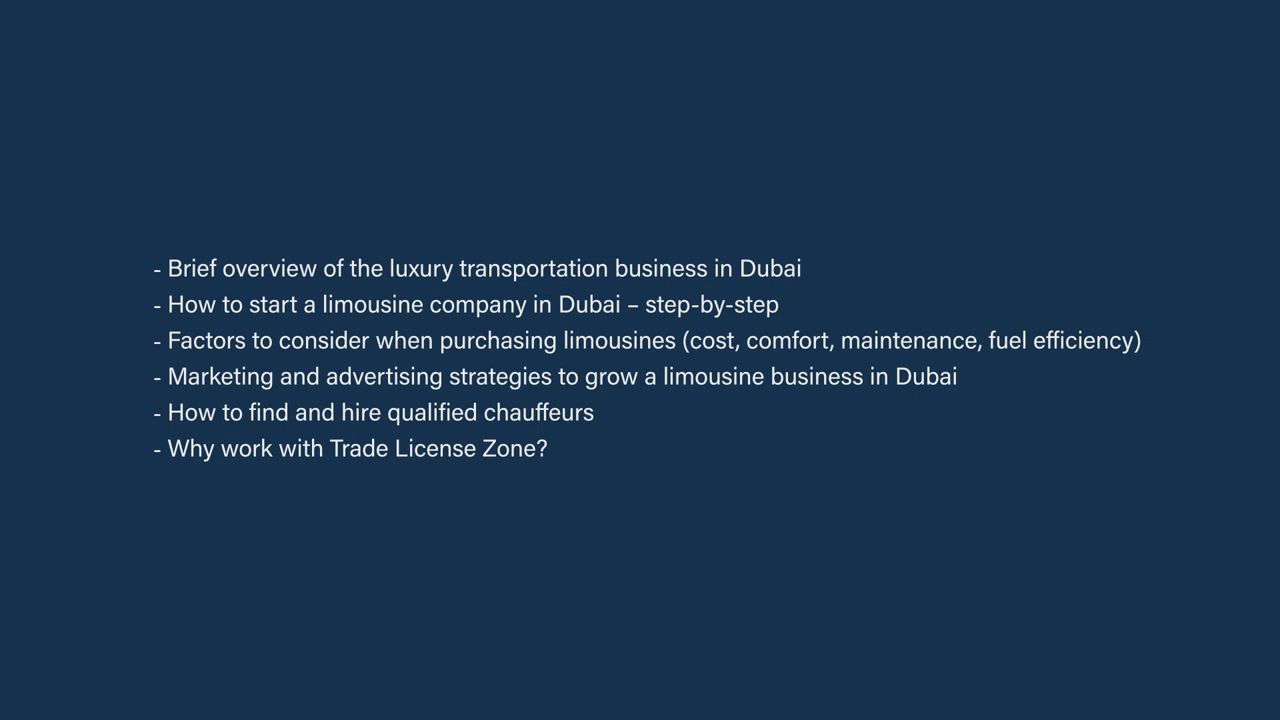 - Brief overview of the luxury transportation business in Dubai
- How to start a limousine company in Dubai – step-by-step
- Factors to consider when purchasing limousines (cost, comfort, maintenance, fuel efficiency)
- Marketing and advertising strategies to grow a limousine business in Dubai
- How to find and hire qualified chauffeurs
- Why work with Trade License Zone?